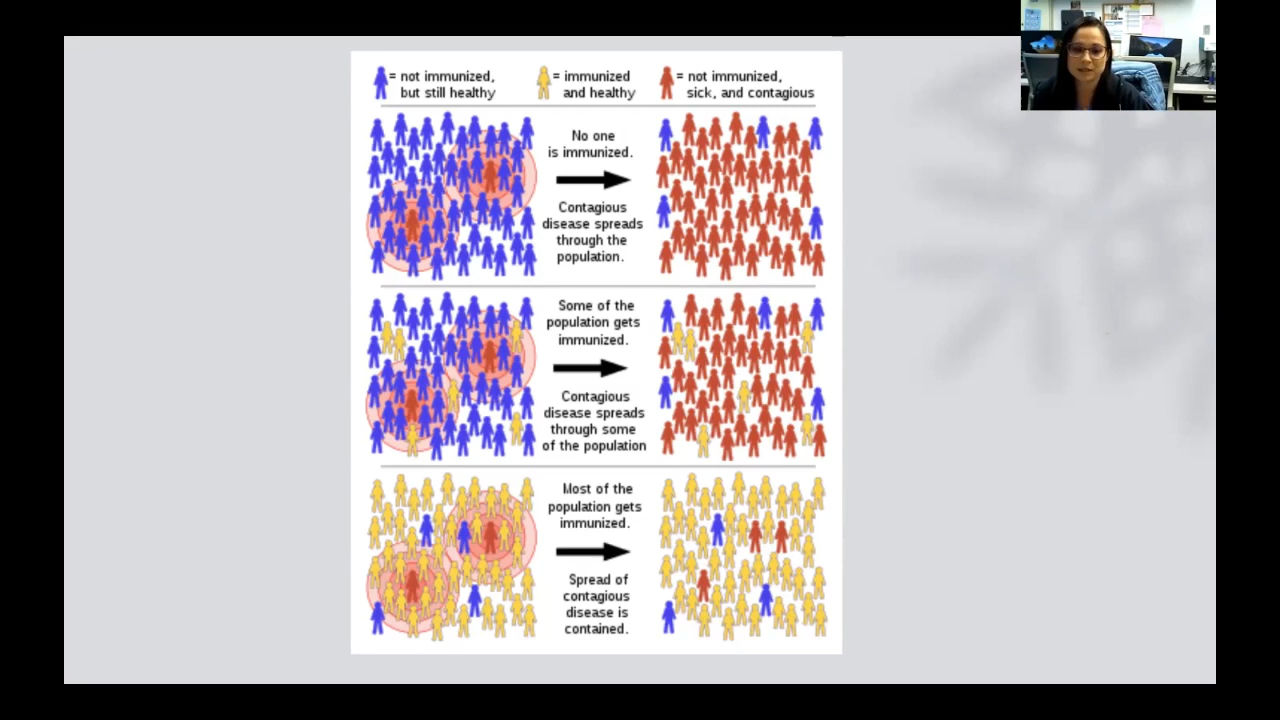 = not immunized,
but still healthy
= immunized
and healthy
= not immunized,
sick, and contagious
No one
is immunized.
Contagious
disease spreads
through the
population.
Some of the
population gets
immunized.
Contagious
disease spreads
through some
of the population
Most of the
population gets
immunized.
Spread of
contagious
disease is
contained.